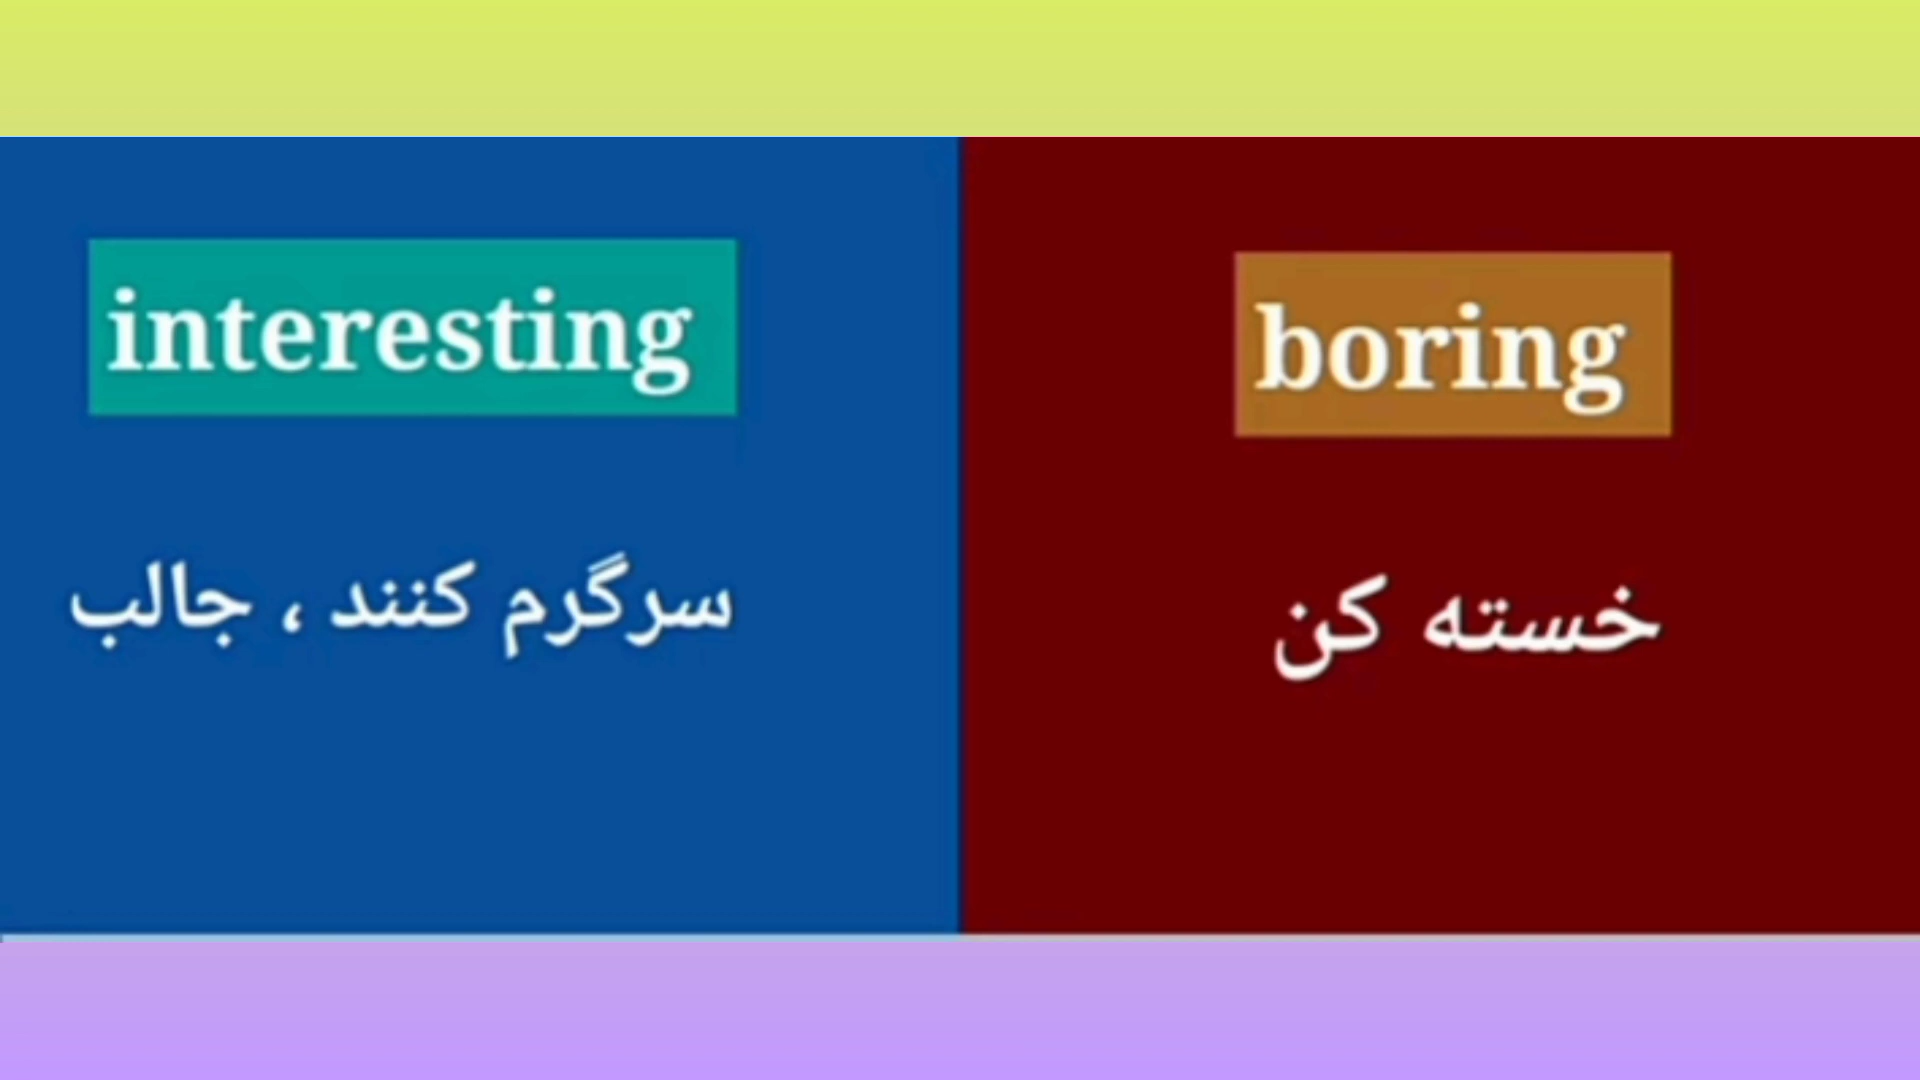 interesting
سرگرم کنند ، جالب
boring
خسته کن